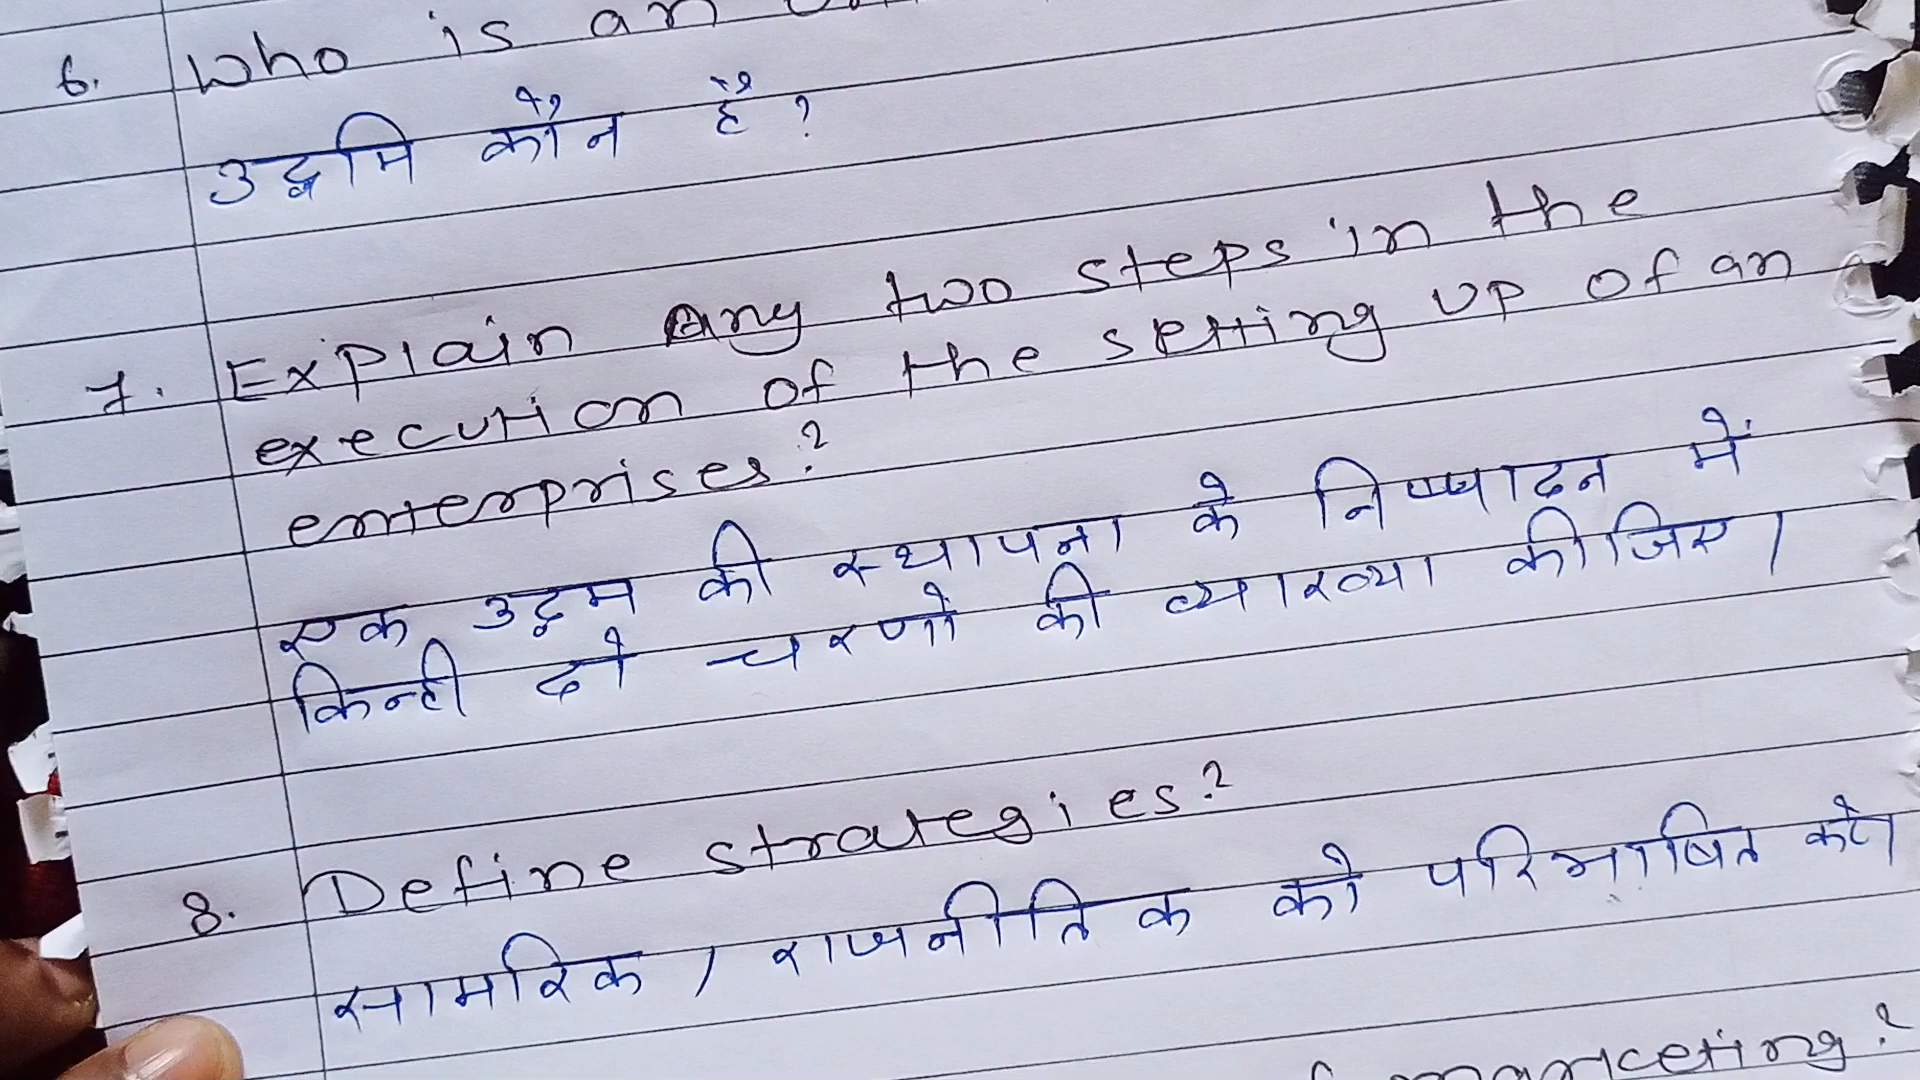 6. Who is an
उद्यमि कौन है ?
7. Explain any two steps in the
execution of the setting up of an
enterprises ?
एक उद्यम की स्थापना के निष्पादन में
किन्ही दो चरणो की व्याख्या कीजिए।
8. Define strategies ?
सामरिक / राजनीतिक को परिभाषित करे।
marketing ?